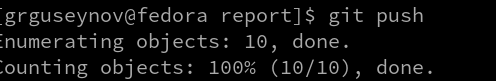 [grguseynov@fedora report]$ git push
Enumerating objects: 10, done.
Counting objects: 100% (10/10), done.